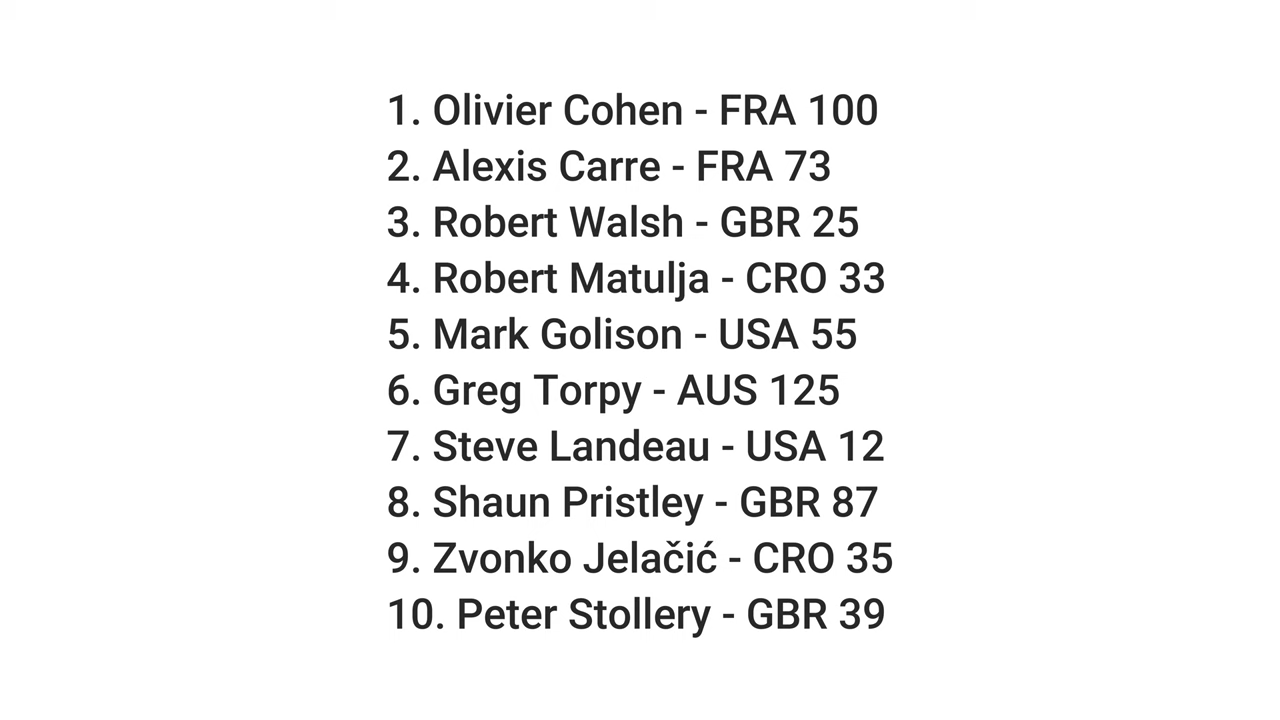 1. Olivier Cohen - FRA 100
2. Alexis Carre - FRA 73
3. Robert Walsh - GBR 25
4. Robert Matulja - CRO 33
5. Mark Golison - USA 55
6. Greg Torpy - AUS 125
7. Steve Landeau - USA 12
8. Shaun Pristley - GBR 87
9. Zvonko Jelačić - CRO 35
10. Peter Stollery - GBR 39